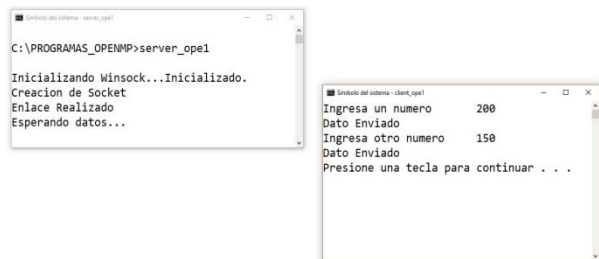 Símbolo del sistema - server_ope1
C:\PROGRAMAS_OPENMP>server_ope1
Inicializando Winsock...Inicializado.
Creacion de Socket
Enlace Realizado
Esperando datos...
Símbolo del sistema - client_ope1
Ingresa un numero 200
Dato Enviado
Ingresa otro numero 150
Dato Enviado
Presione una tecla para continuar . . .